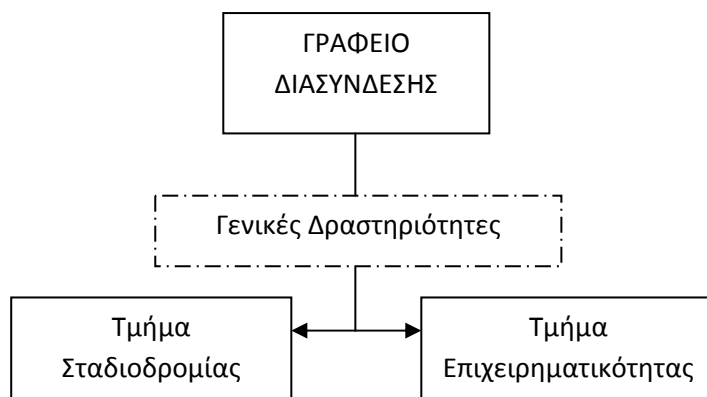 ΓΡΑΦΕΙΟ
ΔΙΑΣΥΝΔΕΣΗΣ
Γενικές Δραστηριότητες
Τμήμα
Σταδιοδρομίας
Τμήμα
Επιχειρηματικότητας